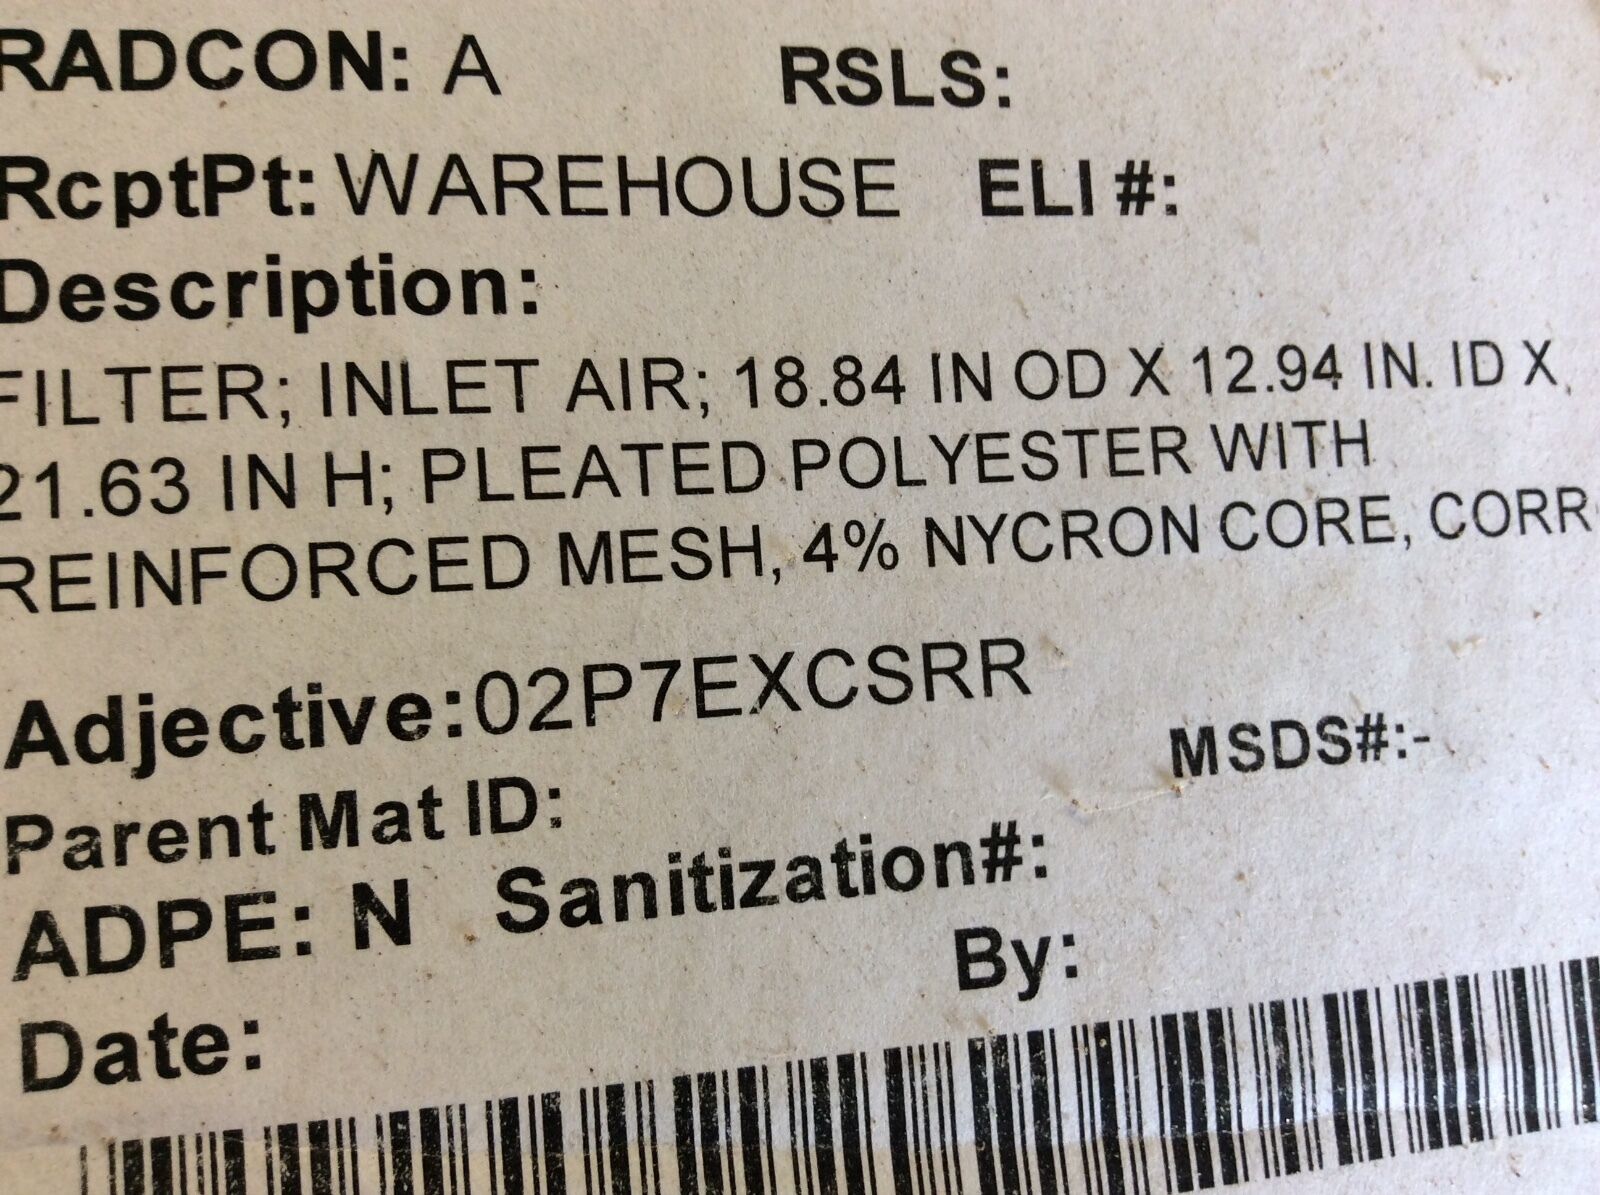 RADCON: A RSLS:
RcptPt: WAREHOUSE ELI #:
Description:
FILTER; INLET AIR; 18.84 IN OD X 12.94 IN. ID X
21.63 IN H; PLEATED POLYESTER WITH
REINFORCED MESH, 4% NYCRON CORE, CORR
Adjective:02P7EXCSRR
MSDS#:-
Parent Mat ID:
ADPE: N Sanitization#:
Date: By: